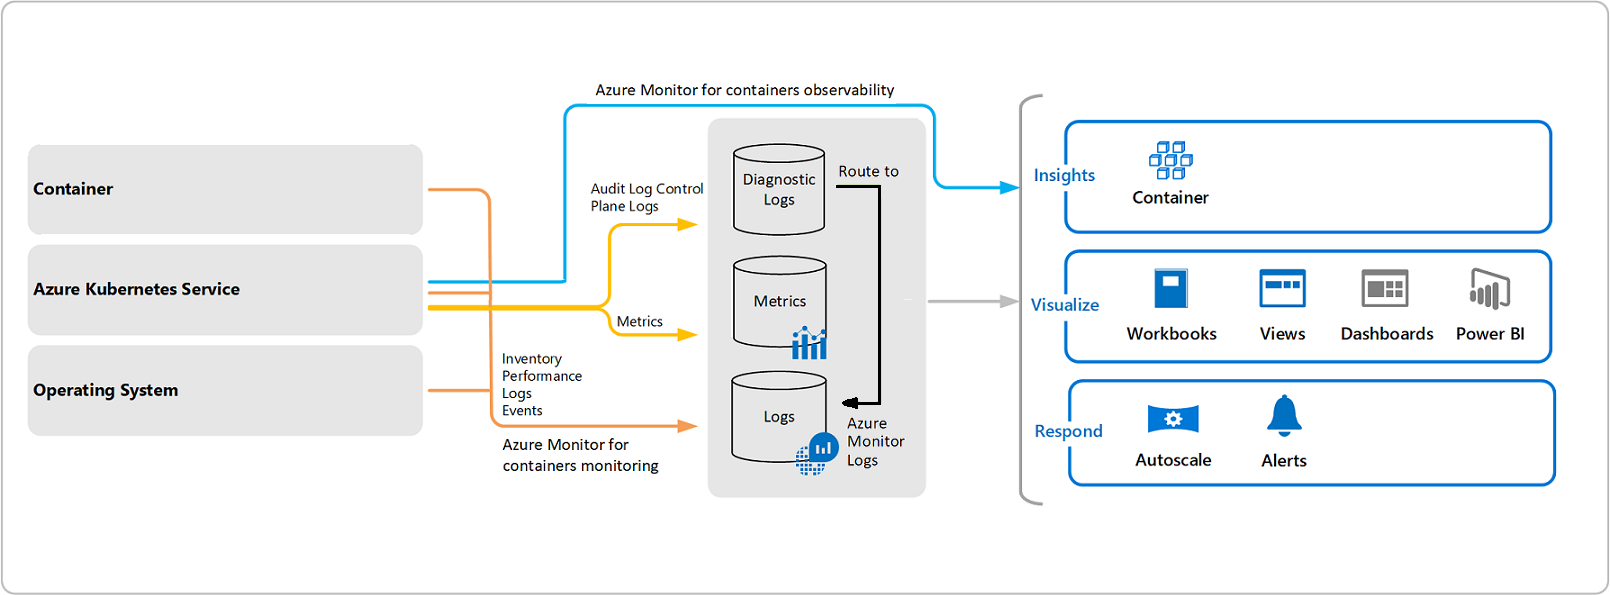 Azure Monitor for containers observability
Container
Azure Kubernetes Service
Operating System
Audit Log Control
Plane Logs
Metrics
Inventory
Performance
Logs
Events
Azure Monitor for
containers monitoring
Diagnostic
Logs
Route to
Metrics
Logs
Azure
Monitor
Logs
Insights
Container
Visualize
Workbooks
Views
Dashboards
Power BI
Respond
Autoscale
Alerts